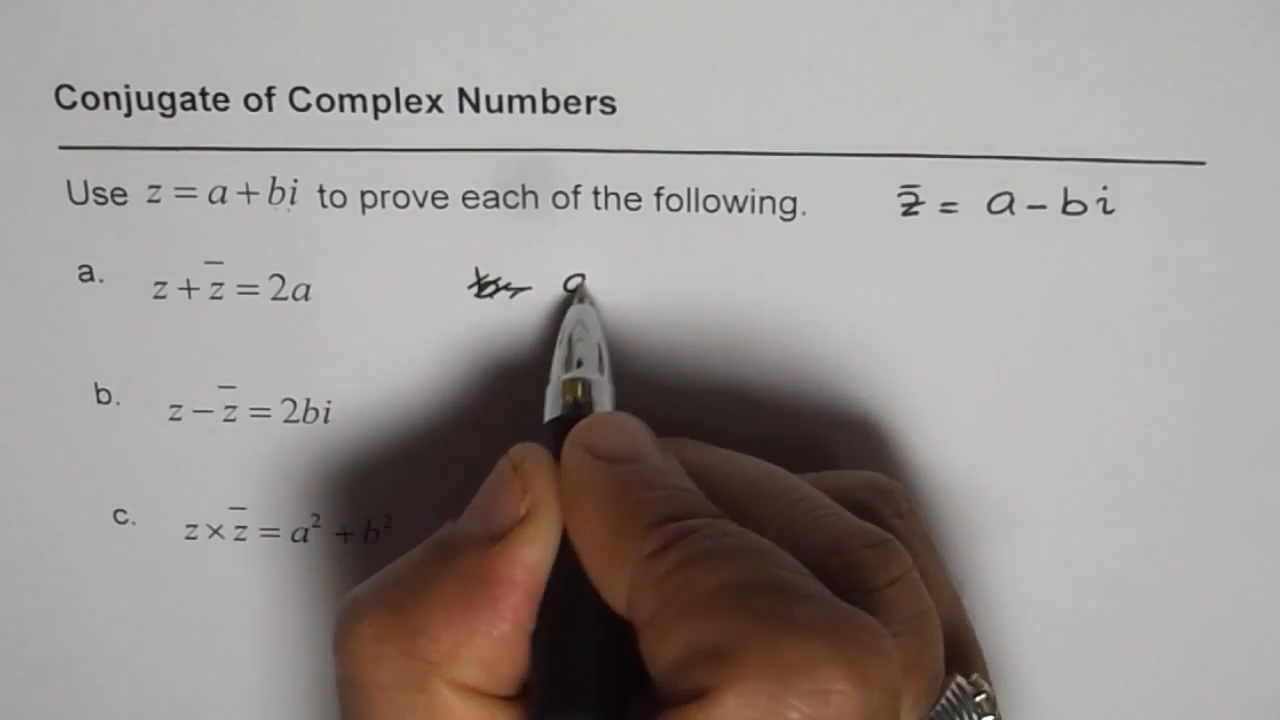 Conjugate of Complex Numbers
Use z = a + bi to prove each of the following. z̄ = a - bi
a. z + z̄ = 2a a
b. z − z̄ = 2bi
c. z × z̄ = a² + b²